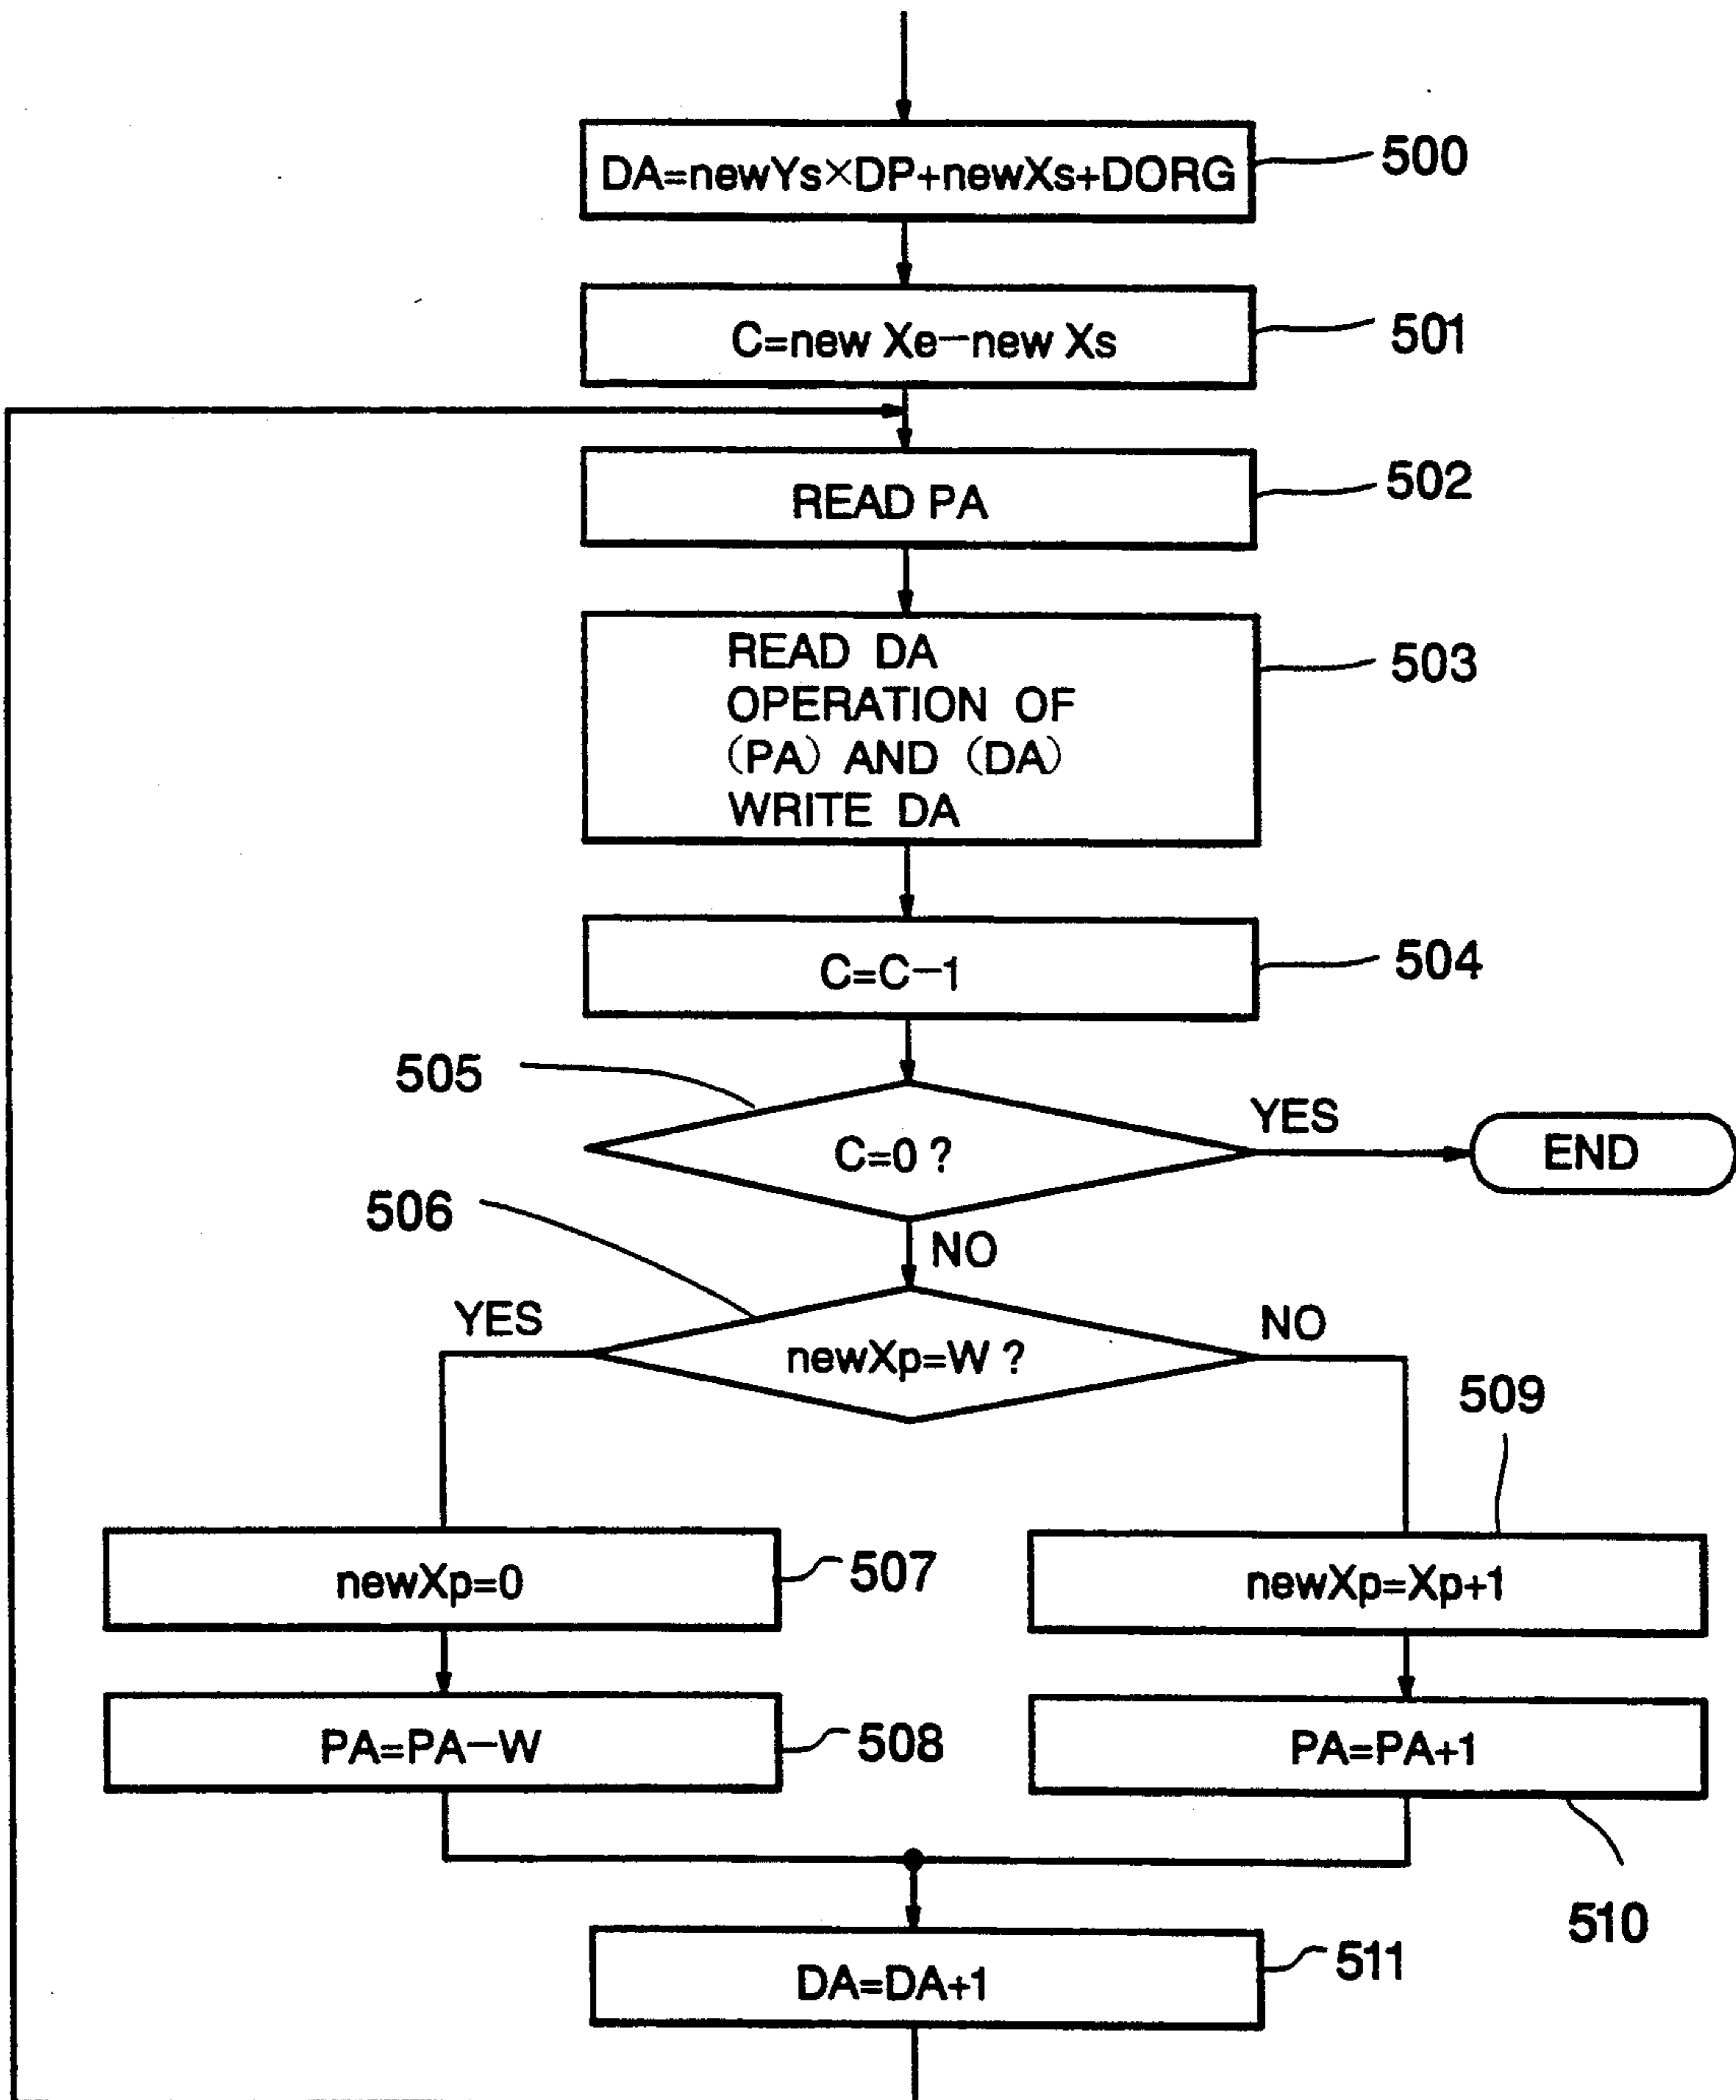 DA=newYs×DP+newXs+DORG
500
C=new Xe−new Xs
501
READ PA
502
READ DA
OPERATION OF
(PA) AND (DA)
WRITE DA
503
C=C−1
504
505
C=0 ?
YES
END
506
NO
YES
newXp=W ?
NO
509
newXp=0
507
newXp=Xp+1
PA=PA−W
508
PA=PA+1
510
DA=DA+1
511